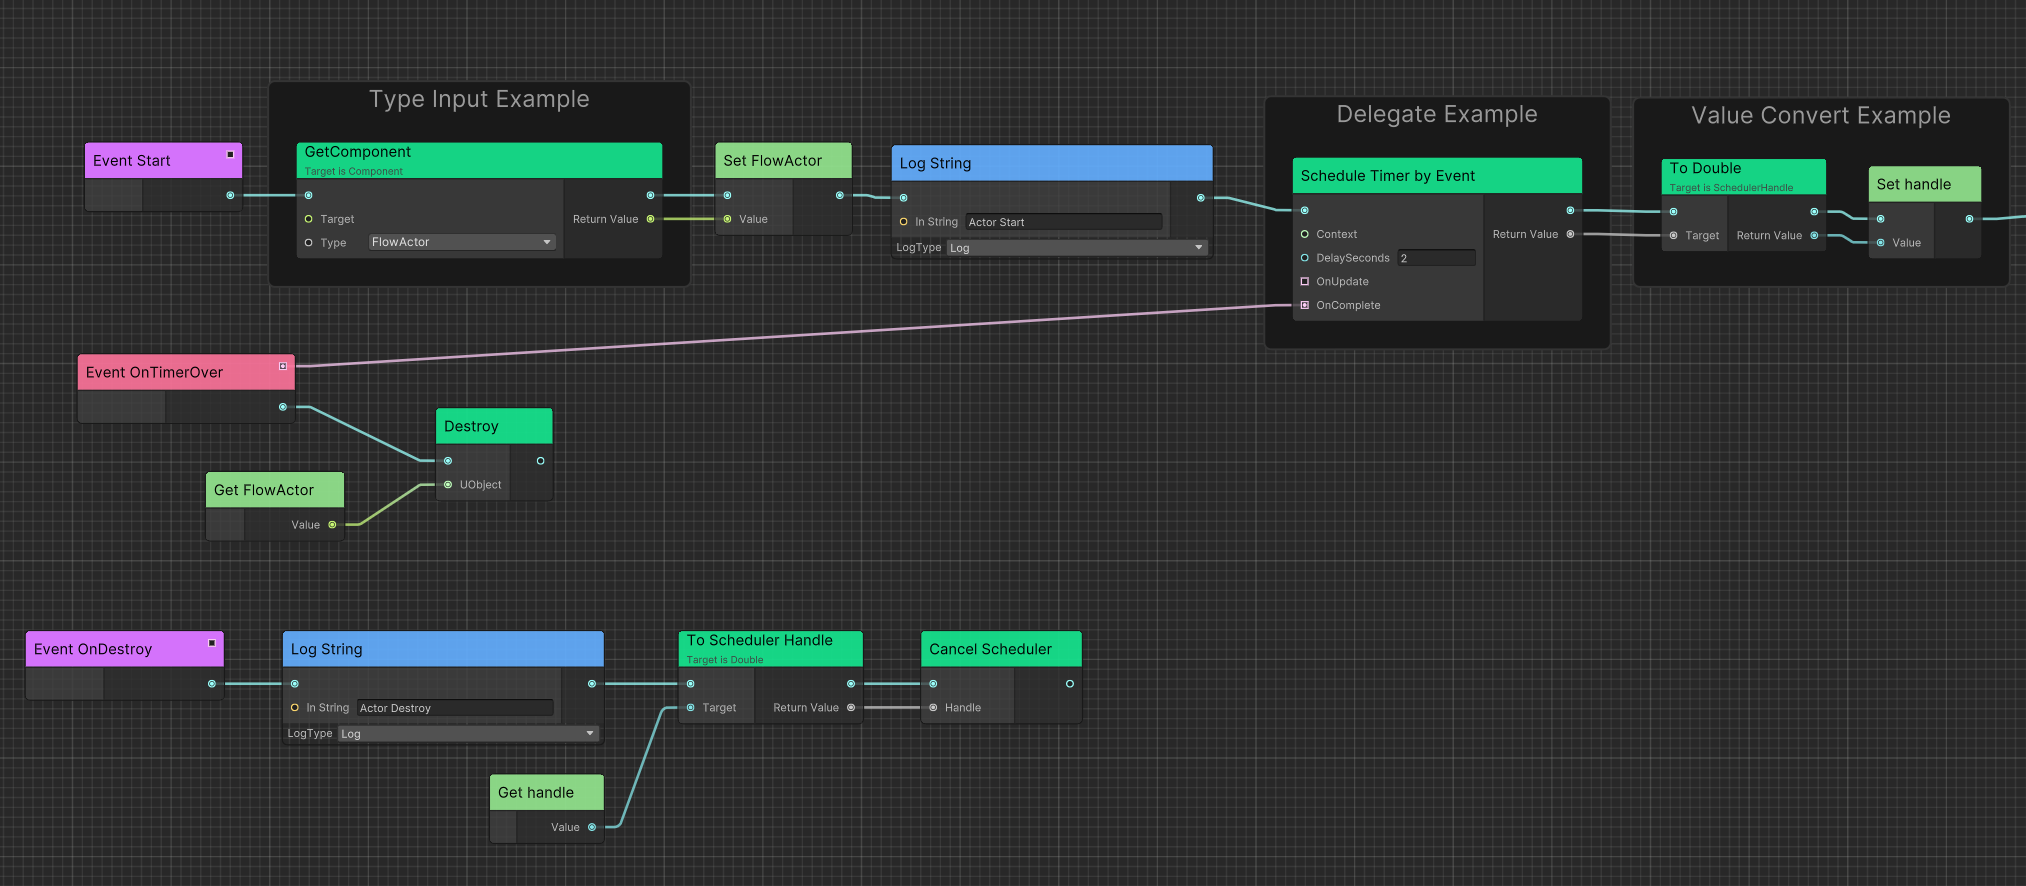 Type Input Example
Event Start
GetComponent
Target is Component
Target
Return Value
Type
FlowActor
Set FlowActor
Value
Log String
In String
Actor Start
LogType
Log
Delegate Example
Schedule Timer by Event
Context
Return Value
DelaySeconds
2
OnUpdate
OnComplete
Value Convert Example
To Double
Target is SchedulerHandle
Target
Return Value
Set handle
Value
Event OnTimerOver
Destroy
UObject
Get FlowActor
Value
Event OnDestroy
Log String
In String
Actor Destroy
LogType
Log
To Scheduler Handle
Target is Double
Target
Return Value
Cancel Scheduler
Handle
Get handle
Value